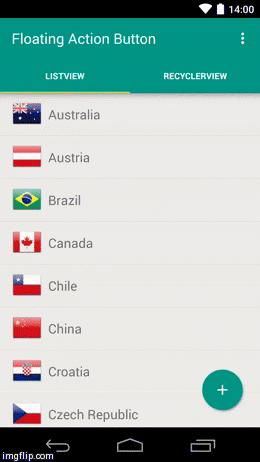 14:00
Floating Action Button
LISTVIEW
RECYCLERVIEW
Australia
Austria
Brazil
Canada
Chile
China
Croatia
Czech Republic
imgflip.com